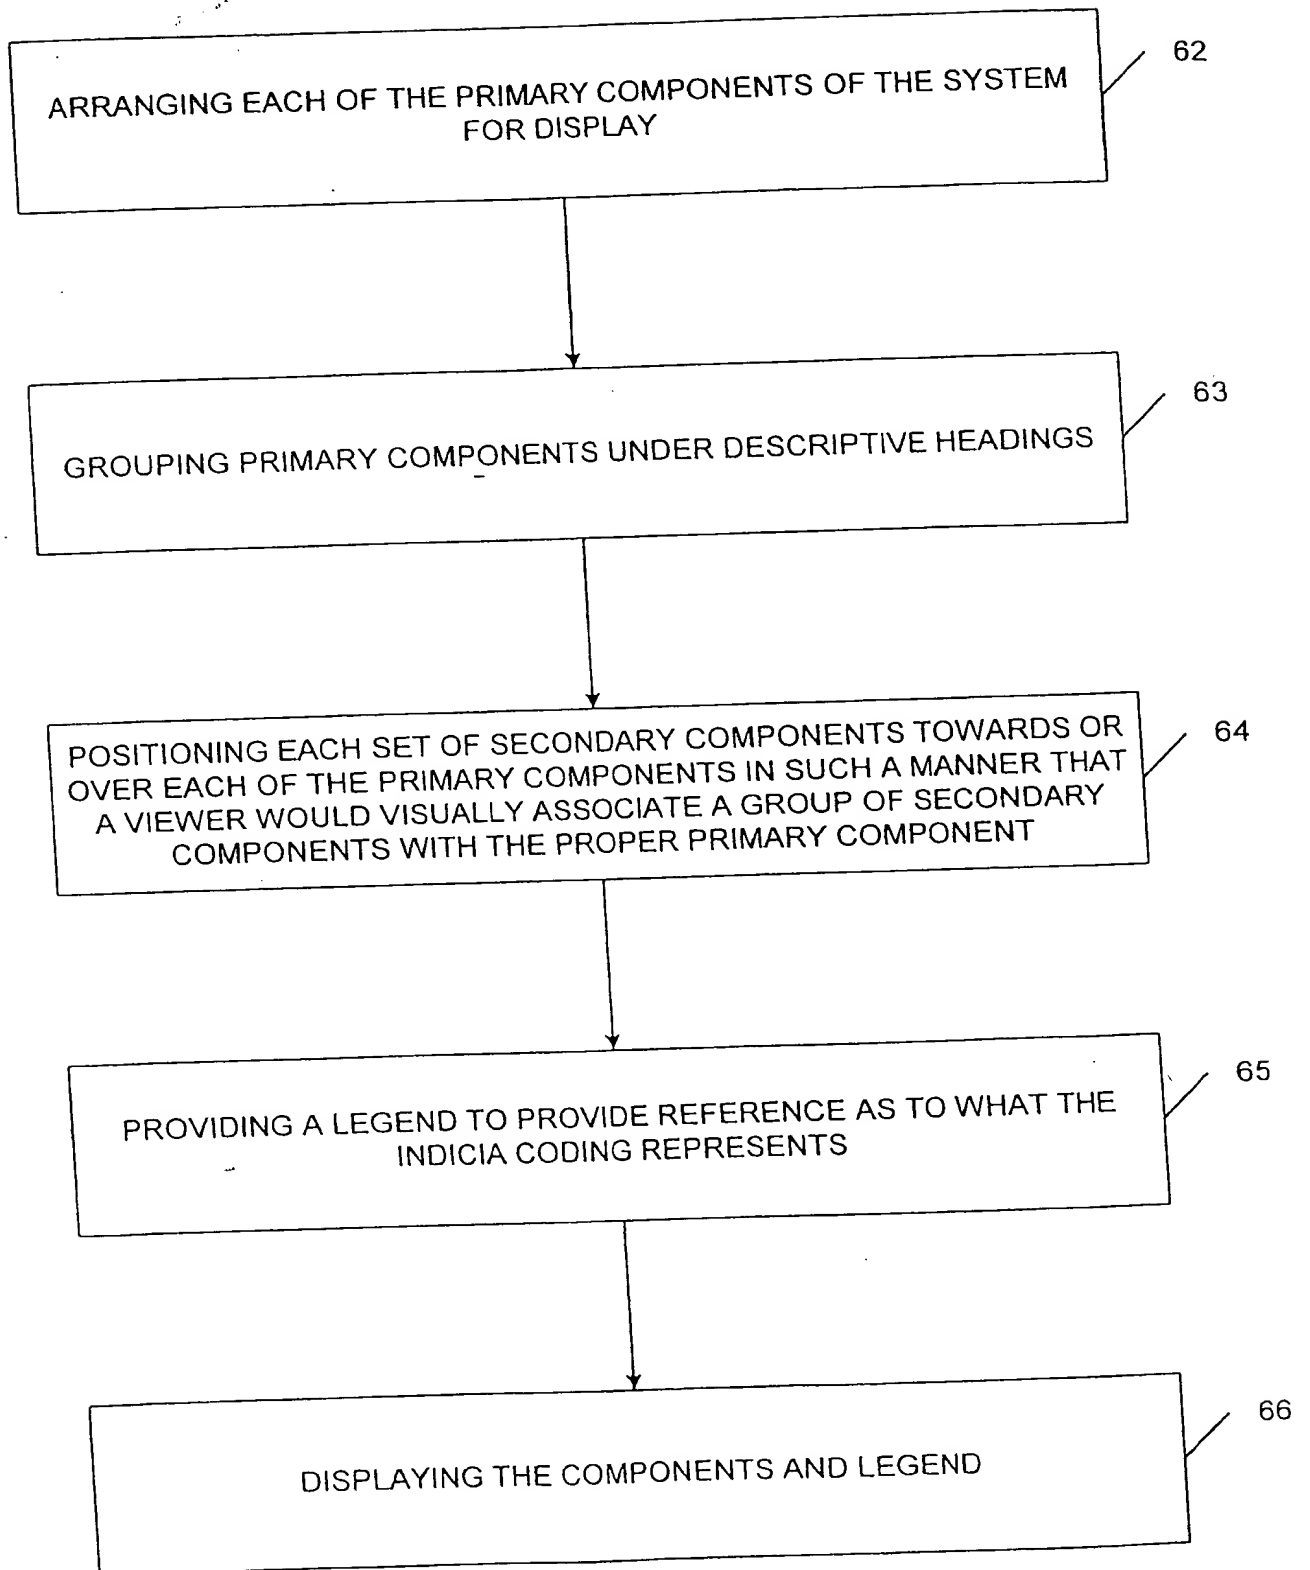 62
ARRANGING EACH OF THE PRIMARY COMPONENTS OF THE SYSTEM
FOR DISPLAY
63
GROUPING PRIMARY COMPONENTS UNDER DESCRIPTIVE HEADINGS
64
POSITIONING EACH SET OF SECONDARY COMPONENTS TOWARDS OR
OVER EACH OF THE PRIMARY COMPONENTS IN SUCH A MANNER THAT
A VIEWER WOULD VISUALLY ASSOCIATE A GROUP OF SECONDARY
COMPONENTS WITH THE PROPER PRIMARY COMPONENT
65
PROVIDING A LEGEND TO PROVIDE REFERENCE AS TO WHAT THE
INDICIA CODING REPRESENTS
66
DISPLAYING THE COMPONENTS AND LEGEND